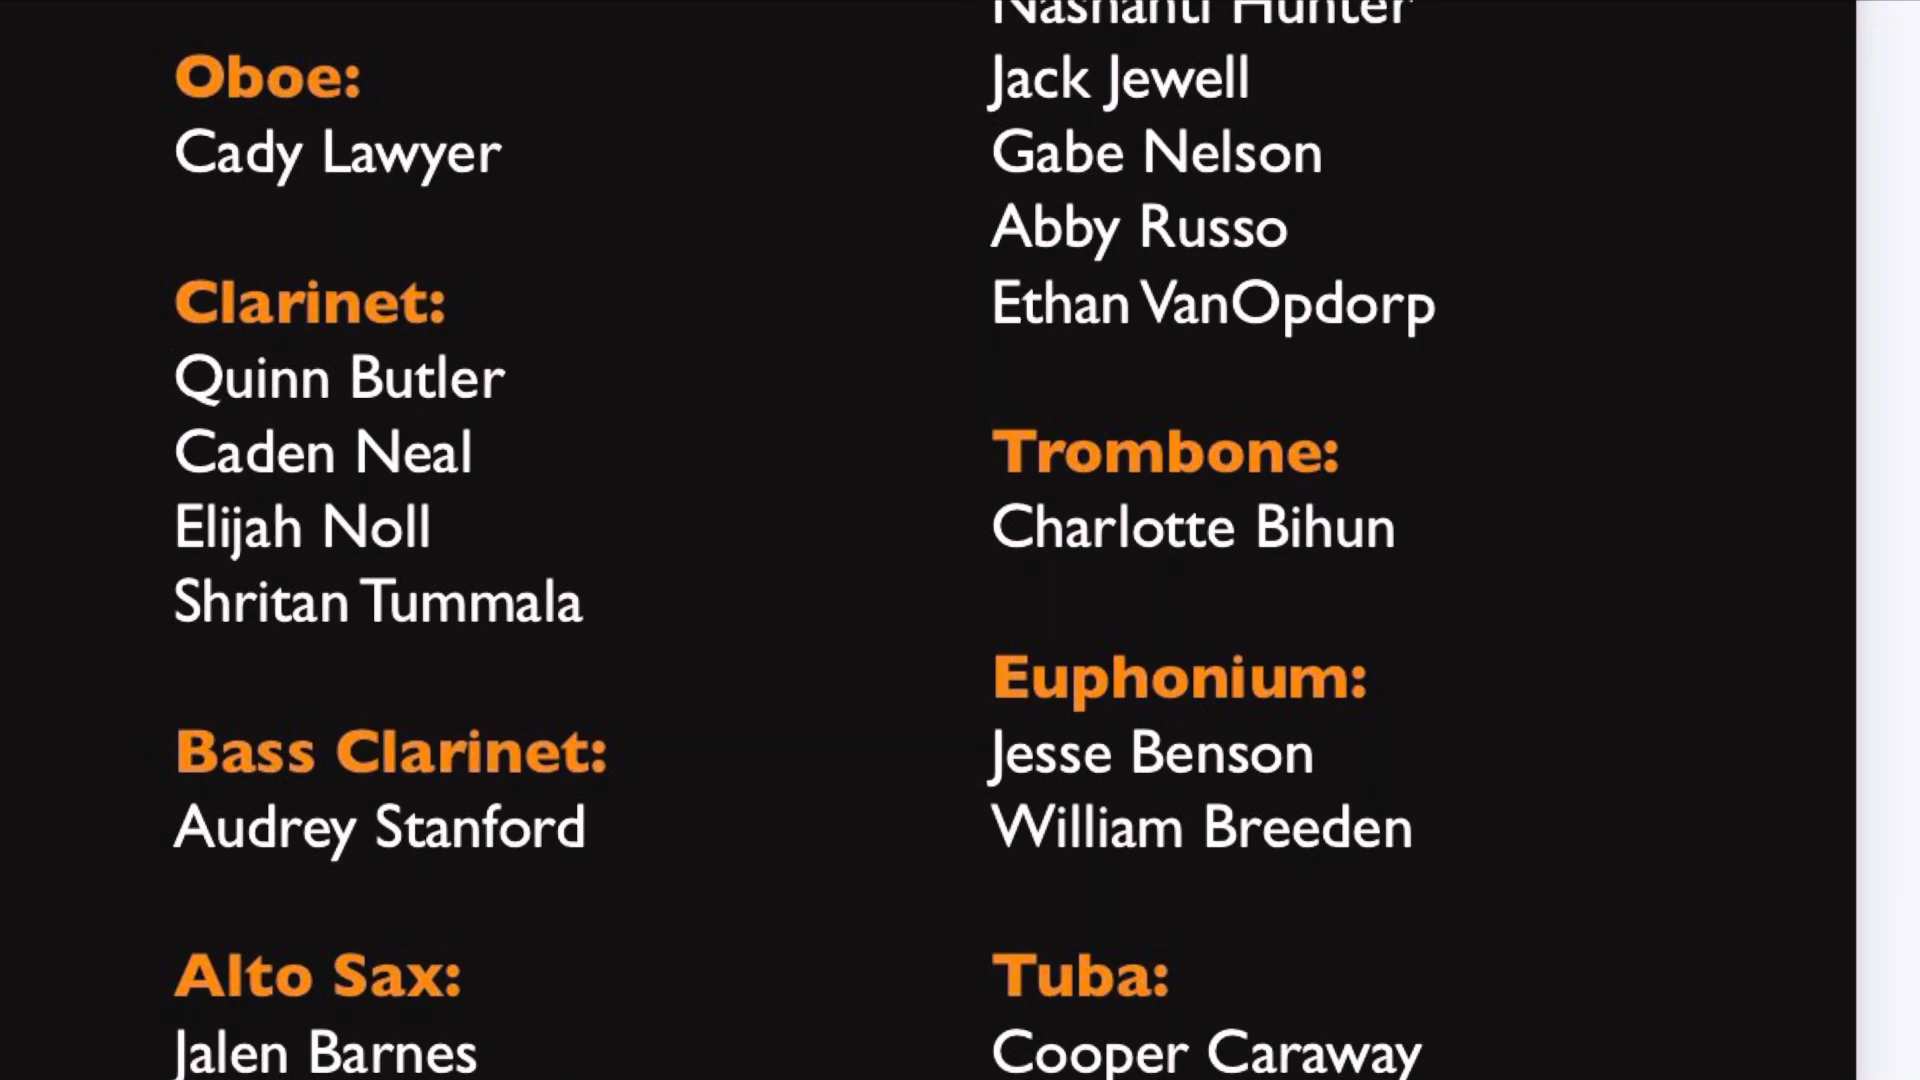 Oboe:
Cady Lawyer
Clarinet:
Quinn Butler
Caden Neal
Elijah Noll
Shritan Tummala
Bass Clarinet:
Audrey Stanford
Alto Sax:
Jalen Barnes
Nashanti Hunter
Jack Jewell
Gabe Nelson
Abby Russo
Ethan VanOpdorp
Trombone:
Charlotte Bihun
Euphonium:
Jesse Benson
William Breeden
Tuba:
Cooper Caraway